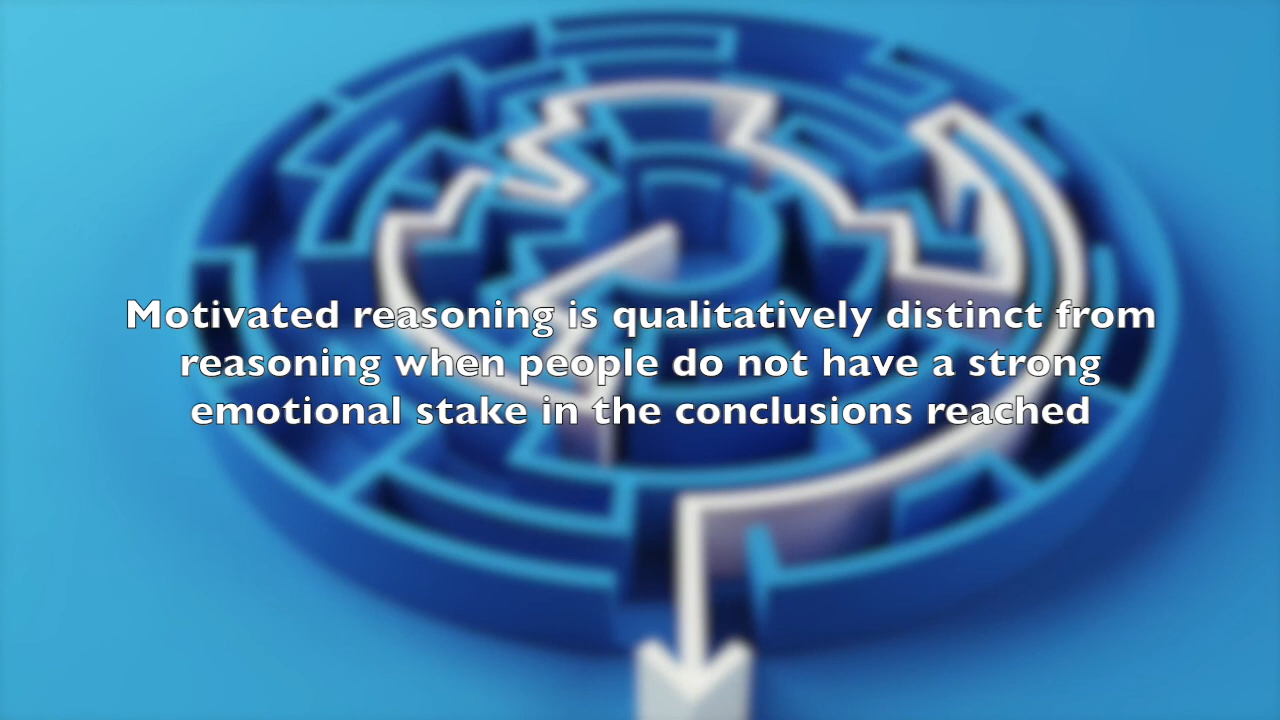 Motivated reasoning is qualitatively distinct from
reasoning when people do not have a strong
emotional stake in the conclusions reached